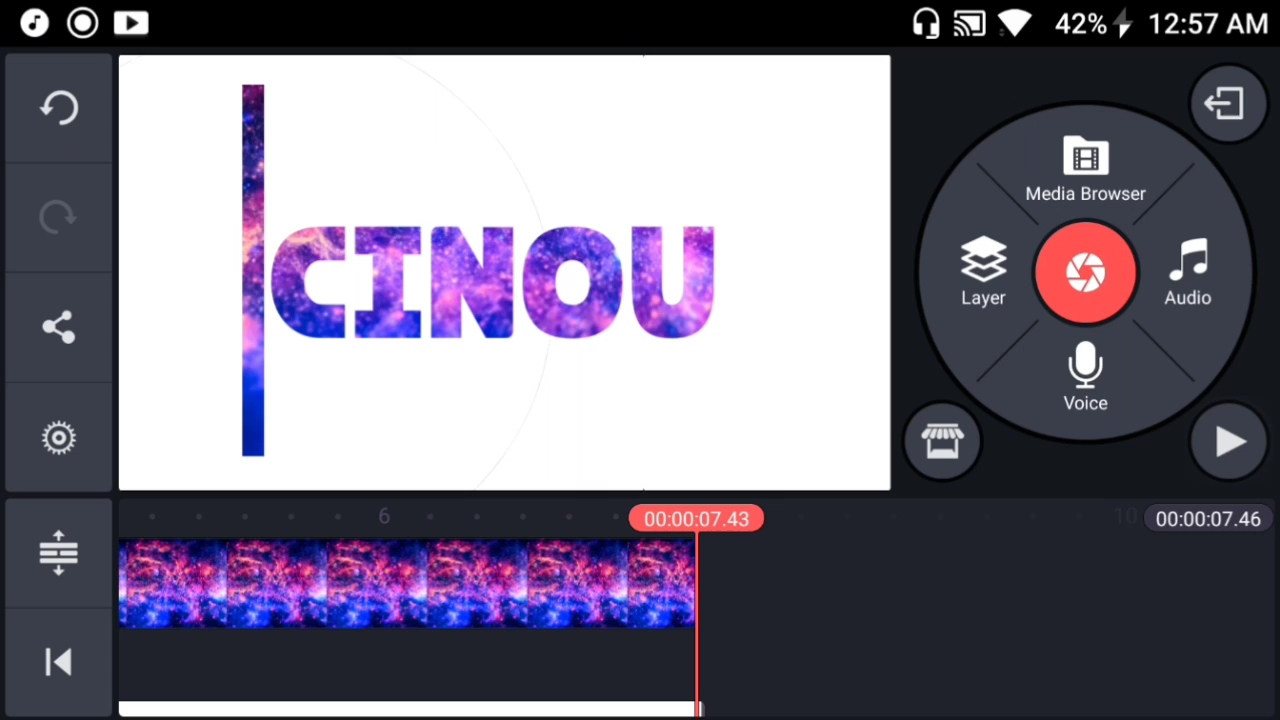 42% 12:57 AM
CINOU
Media Browser
Layer
Audio
Voice
6
00:00:07.43
10
00:00:07.46